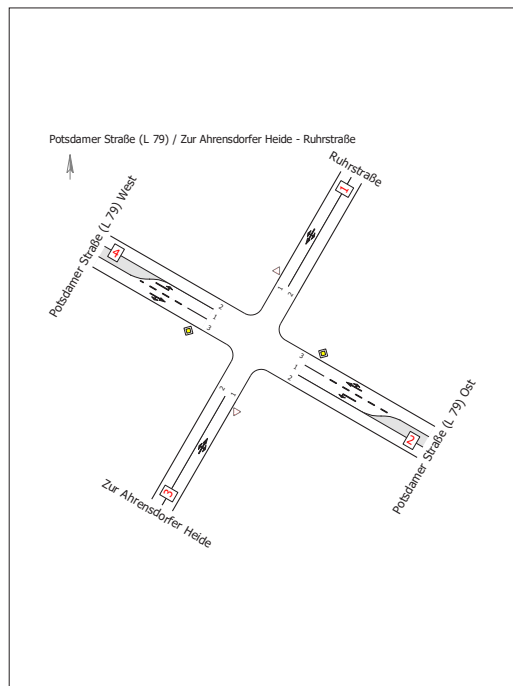 Potsdamer Straße (L 79) / Zur Ahrensdorfer Heide - Ruhrstraße
Ruhrstraße
1
1
2
Potsdamer Straße (L 79) West
4
2
1
3
3
1
2
Potsdamer Straße (L 79) Ost
2
2
1
3
Zur Ahrensdorfer Heide